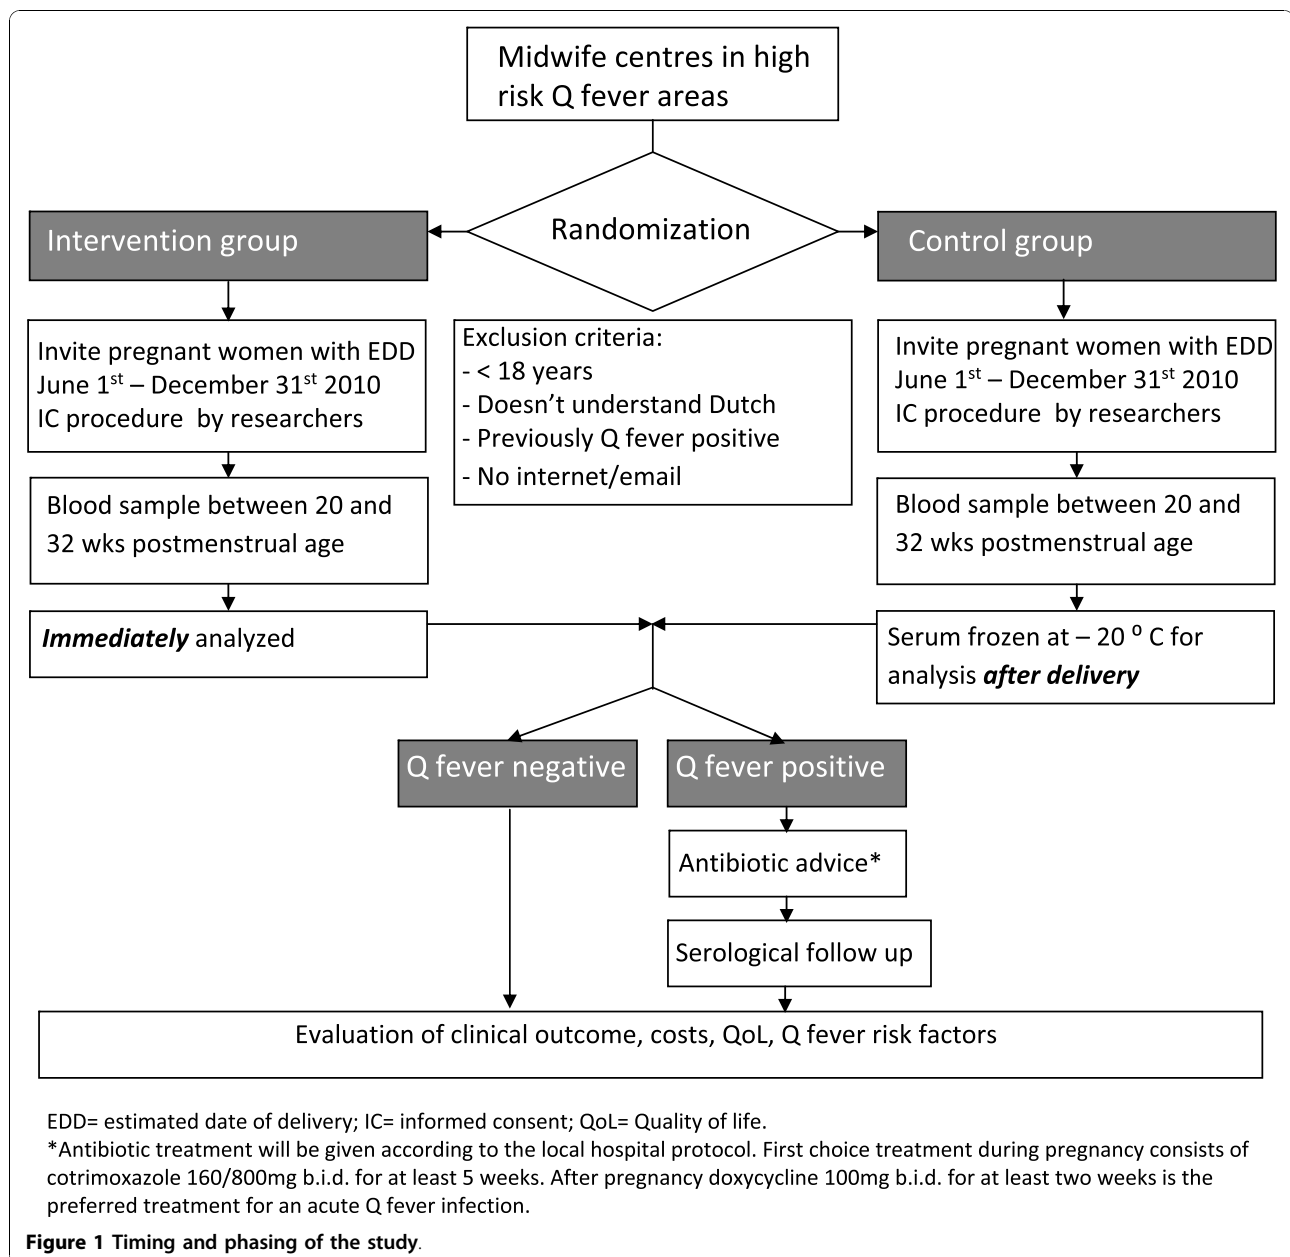 Midwife centres in high
risk Q fever areas
Randomization
Intervention group
Control group
Invite pregnant women with EDD
June 1st – December 31st 2010
IC procedure by researchers
Exclusion criteria:
- < 18 years
- Doesn't understand Dutch
- Previously Q fever positive
- No internet/email
Invite pregnant women with EDD
June 1st – December 31st 2010
IC procedure by researchers
Blood sample between 20 and
32 wks postmenstrual age
Blood sample between 20 and
32 wks postmenstrual age
Immediately analyzed
Serum frozen at – 20 º C for
analysis after delivery
Q fever negative
Q fever positive
Antibiotic advice*
Serological follow up
Evaluation of clinical outcome, costs, QoL, Q fever risk factors
EDD= estimated date of delivery; IC= informed consent; QoL= Quality of life.
*Antibiotic treatment will be given according to the local hospital protocol. First choice treatment during pregnancy consists of
cotrimoxazole 160/800mg b.i.d. for at least 5 weeks. After pregnancy doxycycline 100mg b.i.d. for at least two weeks is the
preferred treatment for an acute Q fever infection.
Figure 1 Timing and phasing of the study.